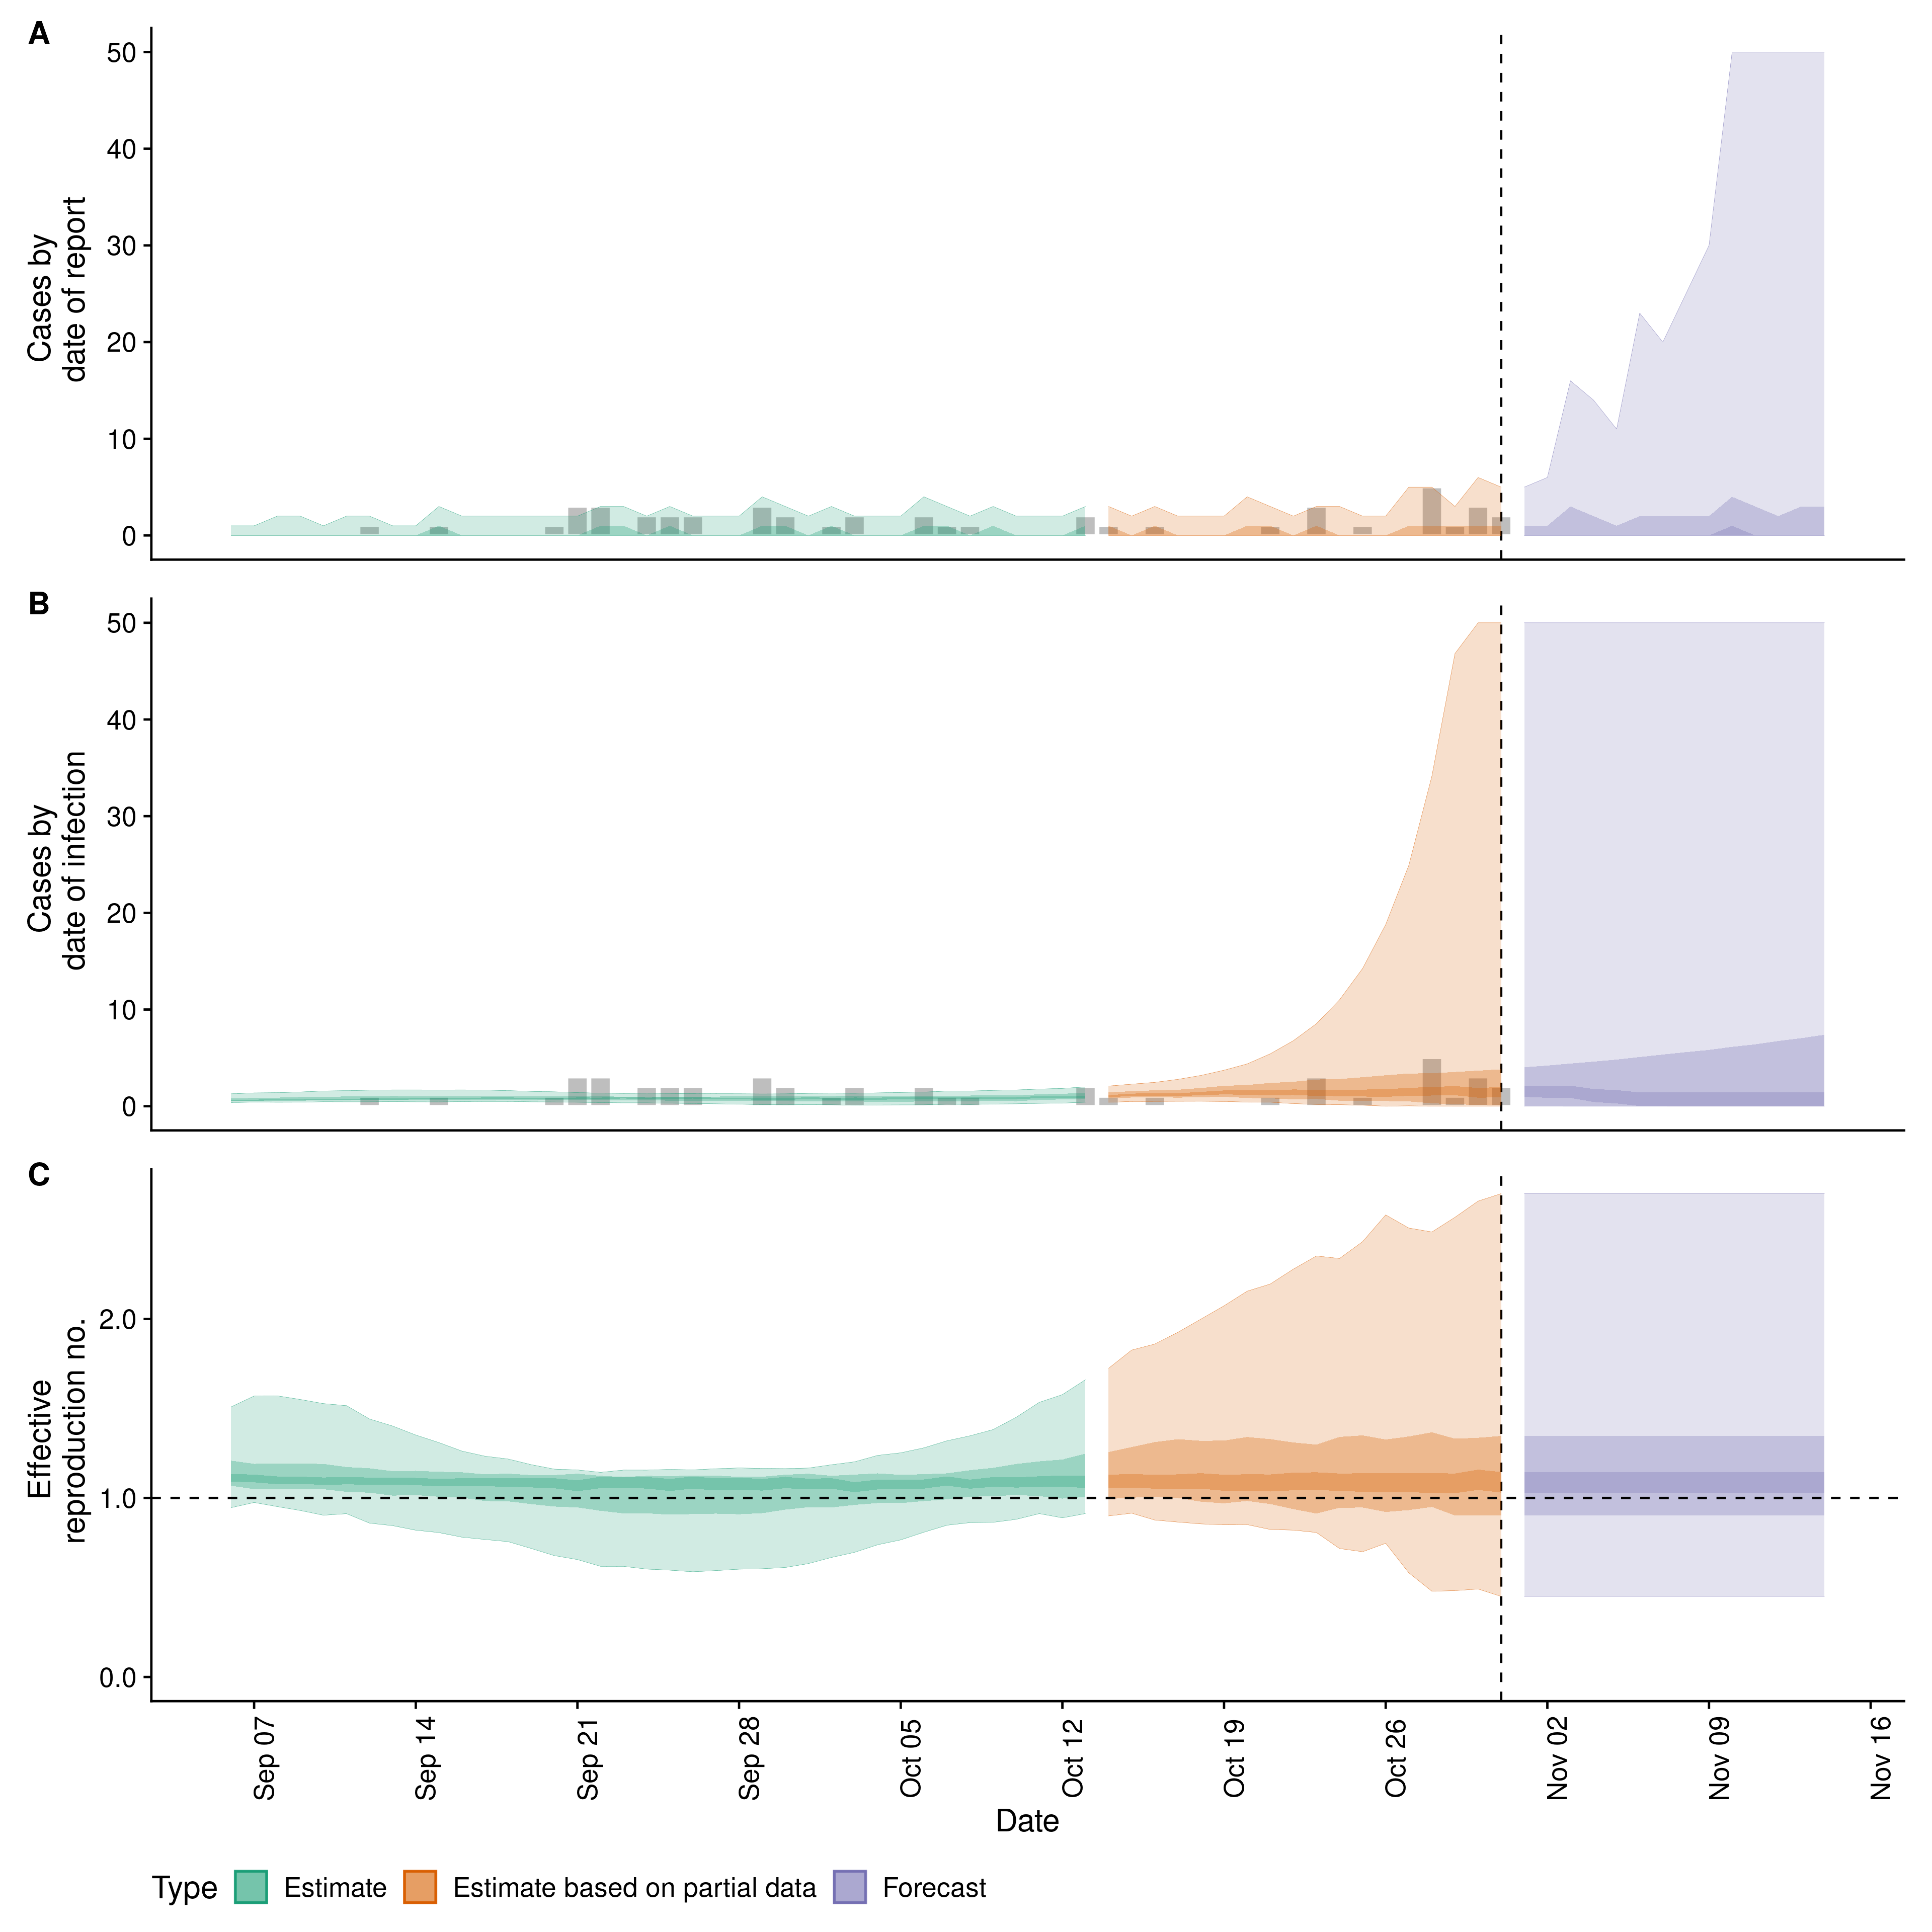 A
50
40
30
20
10
0
Cases by
date of report
B
50
40
30
20
10
0
Cases by
date of infection
C
2.0
1.0
0.0
Effective
reproduction no.
Sep 07
Sep 14
Sep 21
Sep 28
Oct 05
Oct 12
Oct 19
Oct 26
Nov 02
Nov 09
Nov 16
Date
Type Estimate Estimate based on partial data Forecast